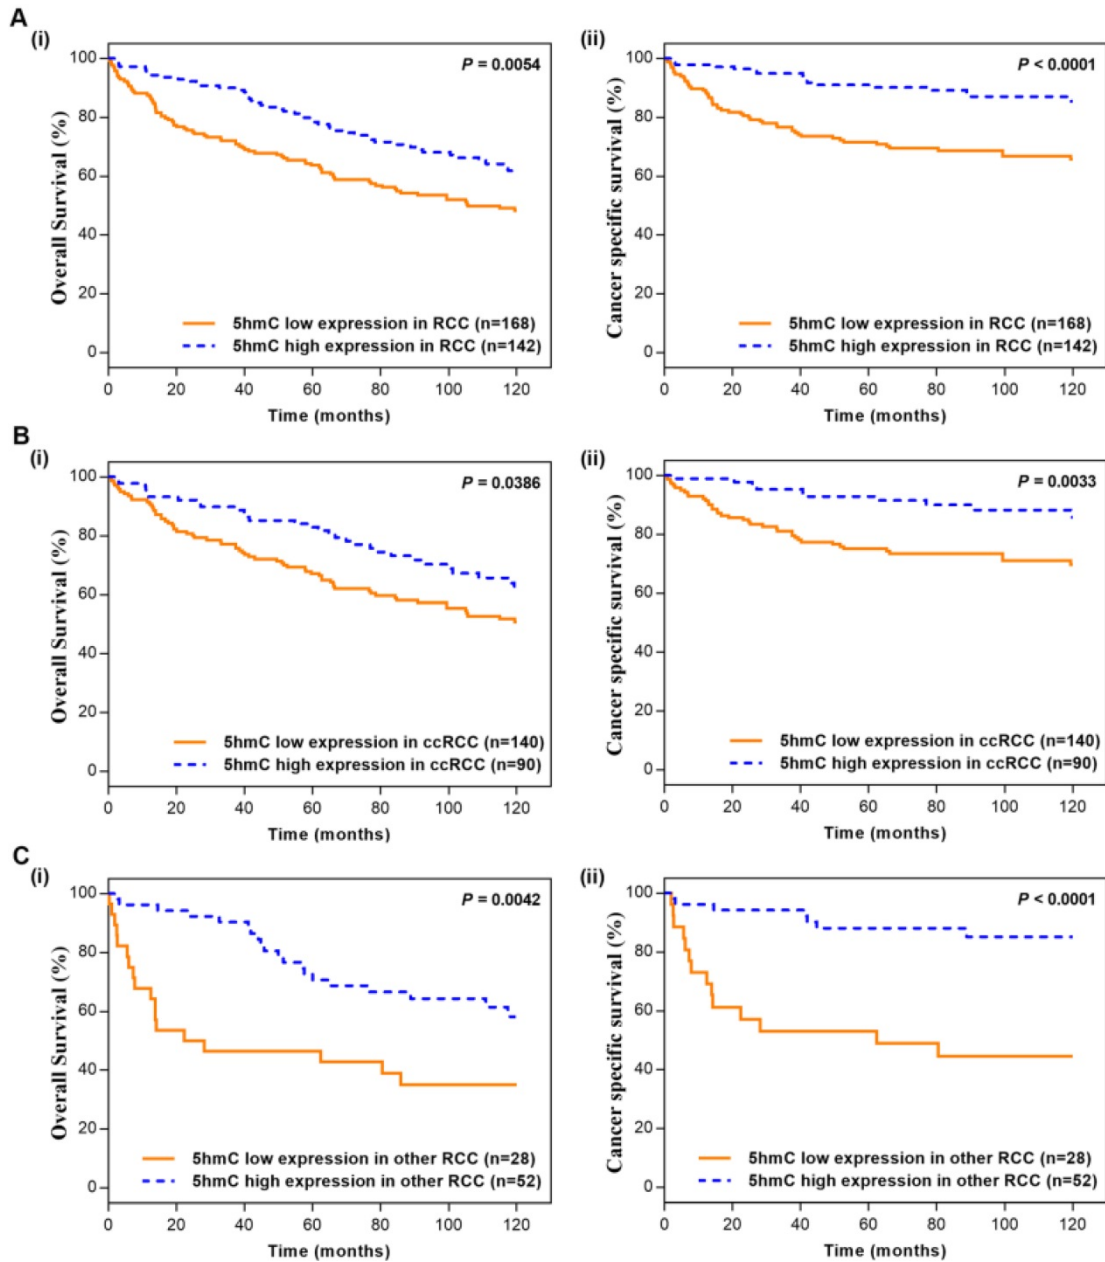 A
(i)
P = 0.0054
Overall Survival (%)
100
80
60
40
20
0
5hmC low expression in RCC (n=168)
5hmC high expression in RCC (n=142)
0 20 40 60 80 100 120
Time (months)
(ii)
P < 0.0001
Cancer specific survival (%)
100
80
60
40
20
0
5hmC low expression in RCC (n=168)
5hmC high expression in RCC (n=142)
0 20 40 60 80 100 120
Time (months)
B
(i)
P = 0.0386
Overall Survival (%)
100
80
60
40
20
0
5hmC low expression in ccRCC (n=140)
5hmC high expression in ccRCC (n=90)
0 20 40 60 80 100 120
Time (months)
(ii)
P = 0.0033
Cancer specific survival (%)
100
80
60
40
20
0
5hmC low expression in ccRCC (n=140)
5hmC high expression in ccRCC (n=90)
0 20 40 60 80 100 120
Time (months)
C
(i)
P = 0.0042
Overall Survival (%)
100
80
60
40
20
0
5hmC low expression in other RCC (n=28)
5hmC high expression in other RCC (n=52)
0 20 40 60 80 100 120
Time (months)
(ii)
P < 0.0001
Cancer specific survival (%)
100
80
60
40
20
0
5hmC low expression in other RCC (n=28)
5hmC high expression in other RCC (n=52)
0 20 40 60 80 100 120
Time (months)